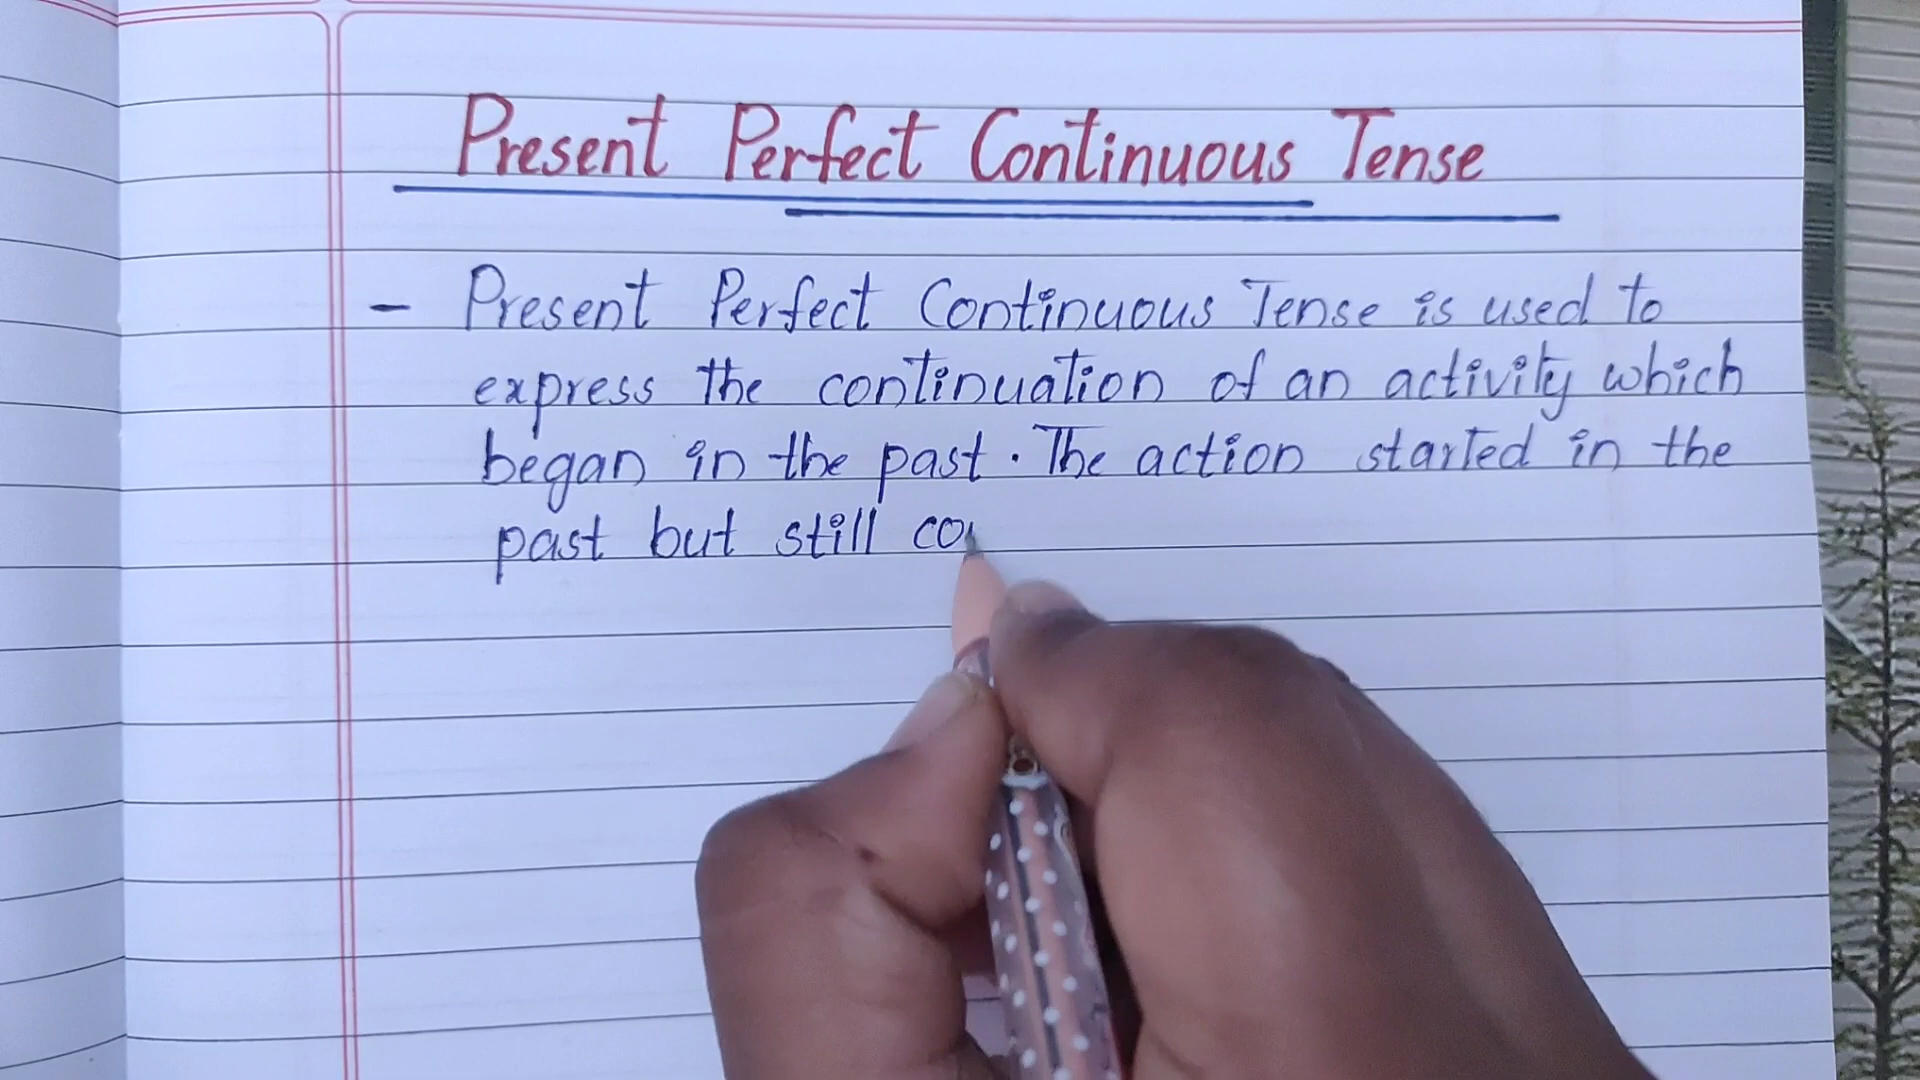 Present Perfect Continuous Tense
- Present Perfect Continuous Tense is used to
express the continuation of an activity which
began in the past. The action started in the
past but still co